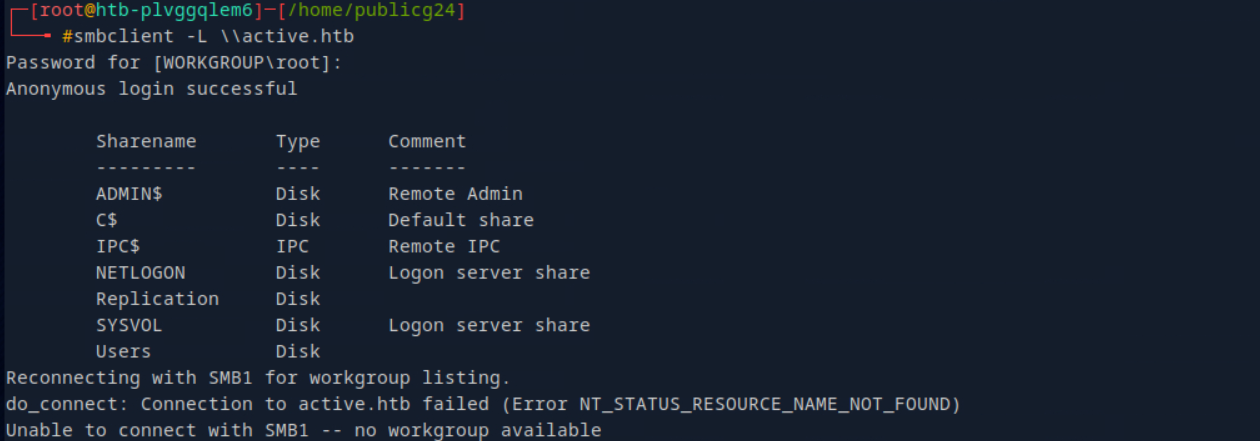 ┌─[root@htb-plvggqlem6]─[/home/publicg24]
└──╼ #smbclient -L \\active.htb
Password for [WORKGROUP\root]:
Anonymous login successful
Sharename       Type      Comment
---------       ----      -------
ADMIN$          Disk      Remote Admin
C$              Disk      Default share
IPC$            IPC       Remote IPC
NETLOGON        Disk      Logon server share
Replication     Disk
SYSVOL          Disk      Logon server share
Users           Disk
Reconnecting with SMB1 for workgroup listing.
do_connect: Connection to active.htb failed (Error NT_STATUS_RESOURCE_NAME_NOT_FOUND)
Unable to connect with SMB1 -- no workgroup available